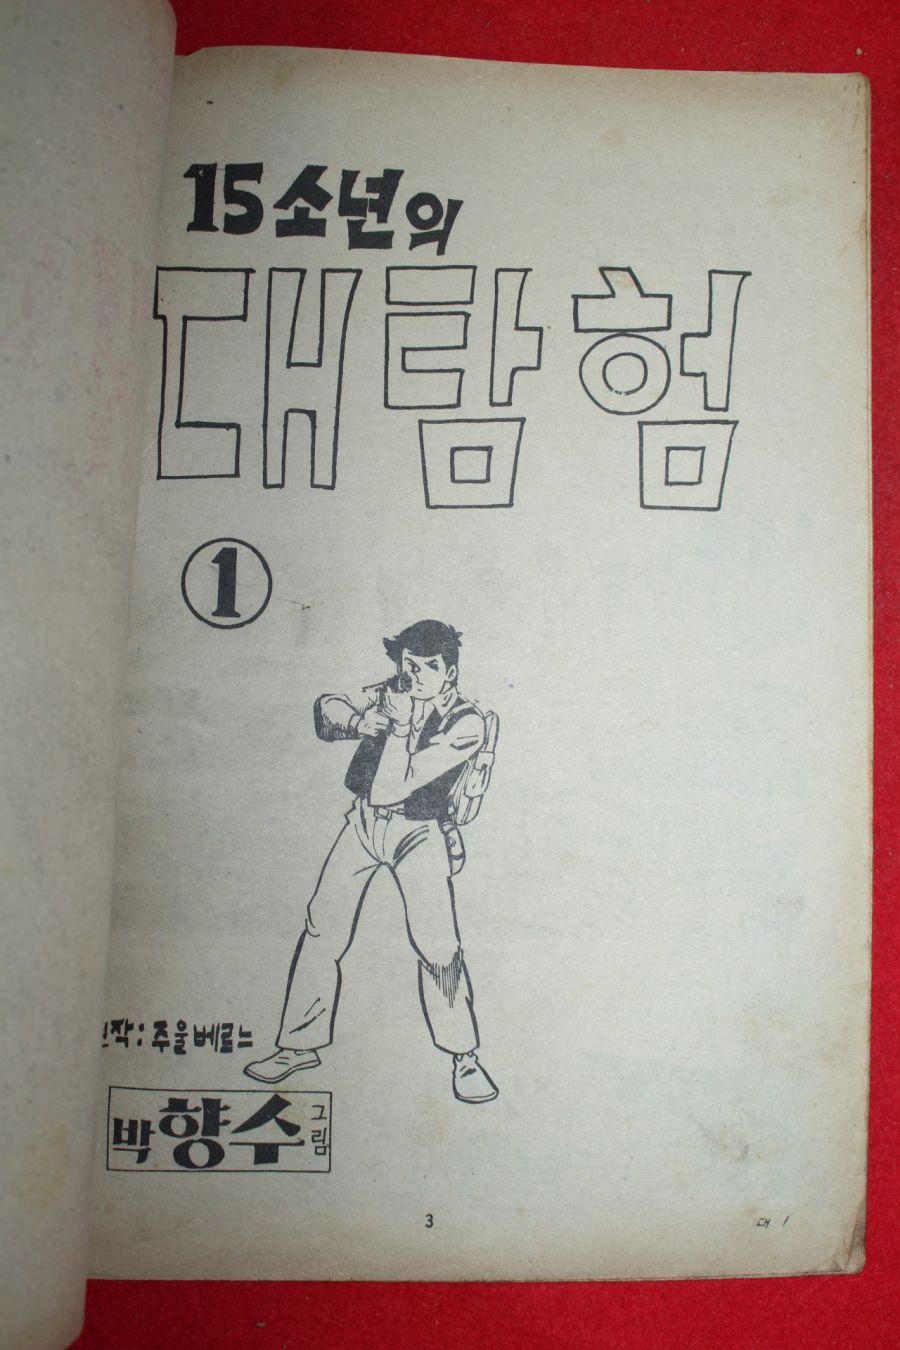 15소년의
대탐험
1
원작: 주울베르느
박향수 그림
3
대 1